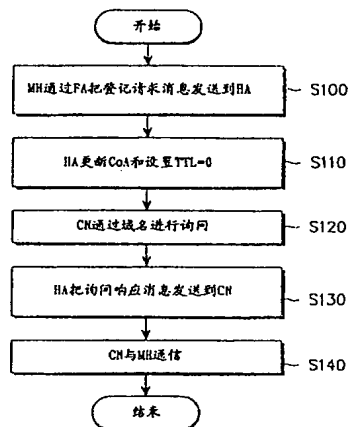 开始
MH通过FA把登记请求消息发送到HA
S100
HA更新CoA和设置TTL=0
S110
CN通过域名进行询问
S120
HA把询问响应消息发送到CN
S130
CN与MH通信
S140
结束